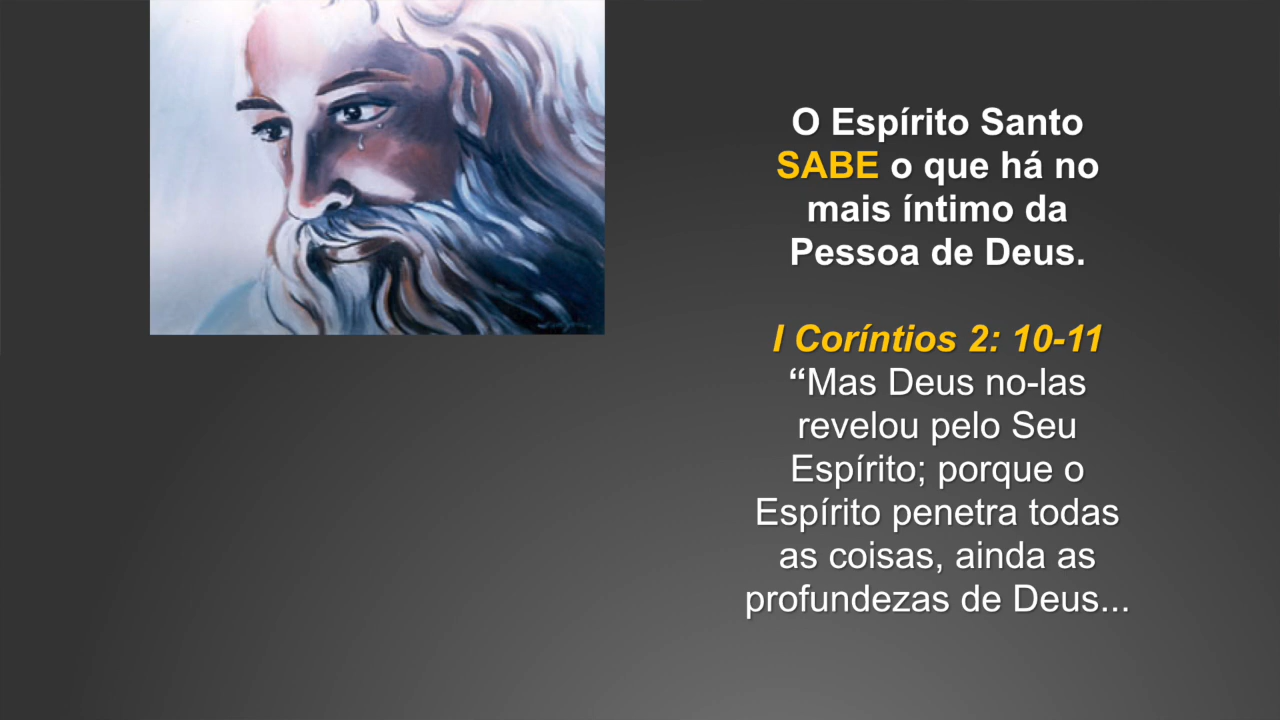 O Espírito Santo
SABE o que há no
mais íntimo da
Pessoa de Deus.
I Coríntios 2: 10-11
“Mas Deus no-las
revelou pelo Seu
Espírito; porque o
Espírito penetra todas
as coisas, ainda as
profundezas de Deus...